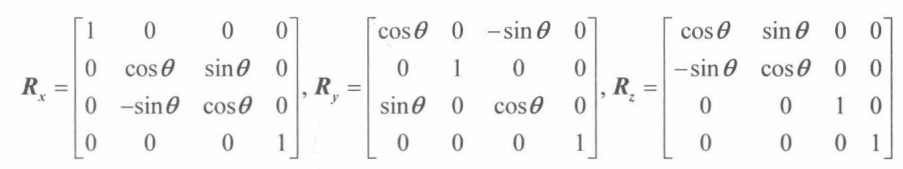 R_x = [1 0 0 0; 0 cosθ sinθ 0; 0 −sinθ cosθ 0; 0 0 0 1], R_y = [cosθ 0 −sinθ 0; 0 1 0 0; sinθ 0 cosθ 0; 0 0 0 1], R_z = [cosθ sinθ 0 0; −sinθ cosθ 0 0; 0 0 1 0; 0 0 0 1]